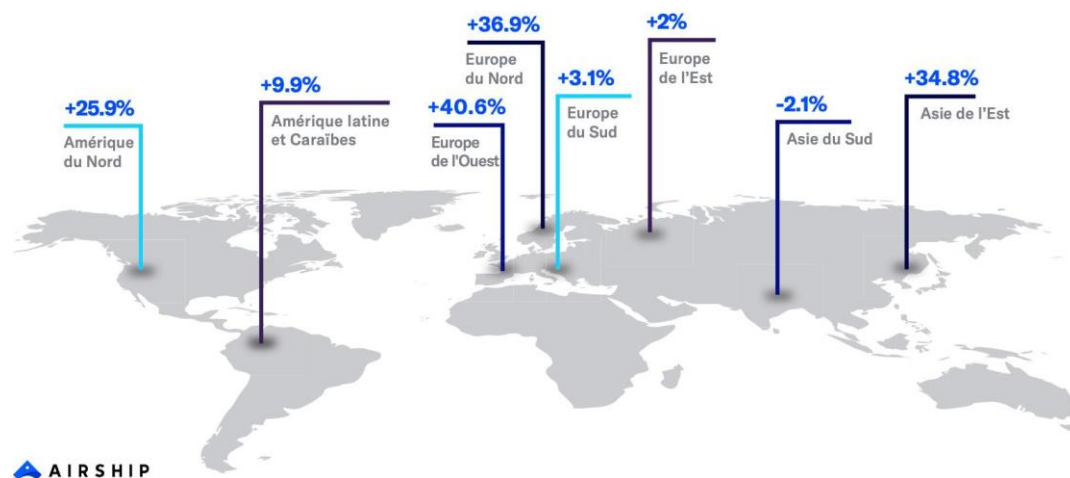 +25.9%
Amérique
du Nord
+9.9%
Amérique latine
et Caraïbes
+40.6%
Europe
de l'Ouest
+36.9%
Europe
du Nord
+3.1%
Europe
du Sud
+2%
Europe
de l'Est
-2.1%
Asie du Sud
+34.8%
Asie de l'Est
AIRSHIP